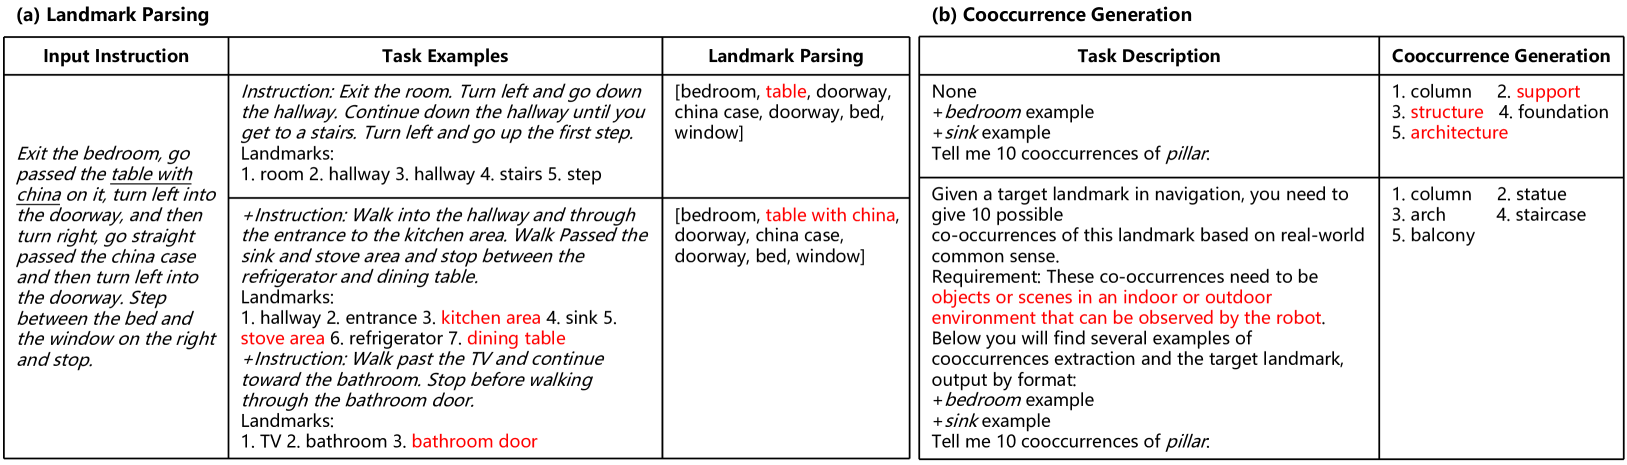 (a) Landmark Parsing
Input Instruction
Task Examples
Landmark Parsing
Exit the bedroom, go
passed the table with
china on it, turn left into
the doorway, and then
turn right, go straight
passed the china case
and then turn left into
the doorway. Step
between the bed and
the window on the right
and stop.
Instruction: Exit the room. Turn left and go down
the hallway. Continue down the hallway until you
get to a stairs. Turn left and go up the first step.
Landmarks:
1. room 2. hallway 3. hallway 4. stairs 5. step
[bedroom, table, doorway,
china case, doorway, bed,
window]
+Instruction: Walk into the hallway and through
the entrance to the kitchen area. Walk Passed the
sink and stove area and stop between the
refrigerator and dining table.
Landmarks:
1. hallway 2. entrance 3. kitchen area 4. sink 5.
stove area 6. refrigerator 7. dining table
+Instruction: Walk past the TV and continue
toward the bathroom. Stop before walking
through the bathroom door.
Landmarks:
1. TV 2. bathroom 3. bathroom door
[bedroom, table with china,
doorway, china case,
doorway, bed, window]
(b) Cooccurrence Generation
Task Description
Cooccurrence Generation
None
+bedroom example
+sink example
Tell me 10 cooccurrences of pillar.
1. column 2. support
3. structure 4. foundation
5. architecture
Given a target landmark in navigation, you need to
give 10 possible
co-occurrences of this landmark based on real-world
common sense.
Requirement: These co-occurrences need to be
objects or scenes in an indoor or outdoor
environment that can be observed by the robot.
Below you will find several examples of
cooccurrences extraction and the target landmark,
output by format:
+bedroom example
+sink example
Tell me 10 cooccurrences of pillar.
1. column 2. statue
3. arch 4. staircase
5. balcony